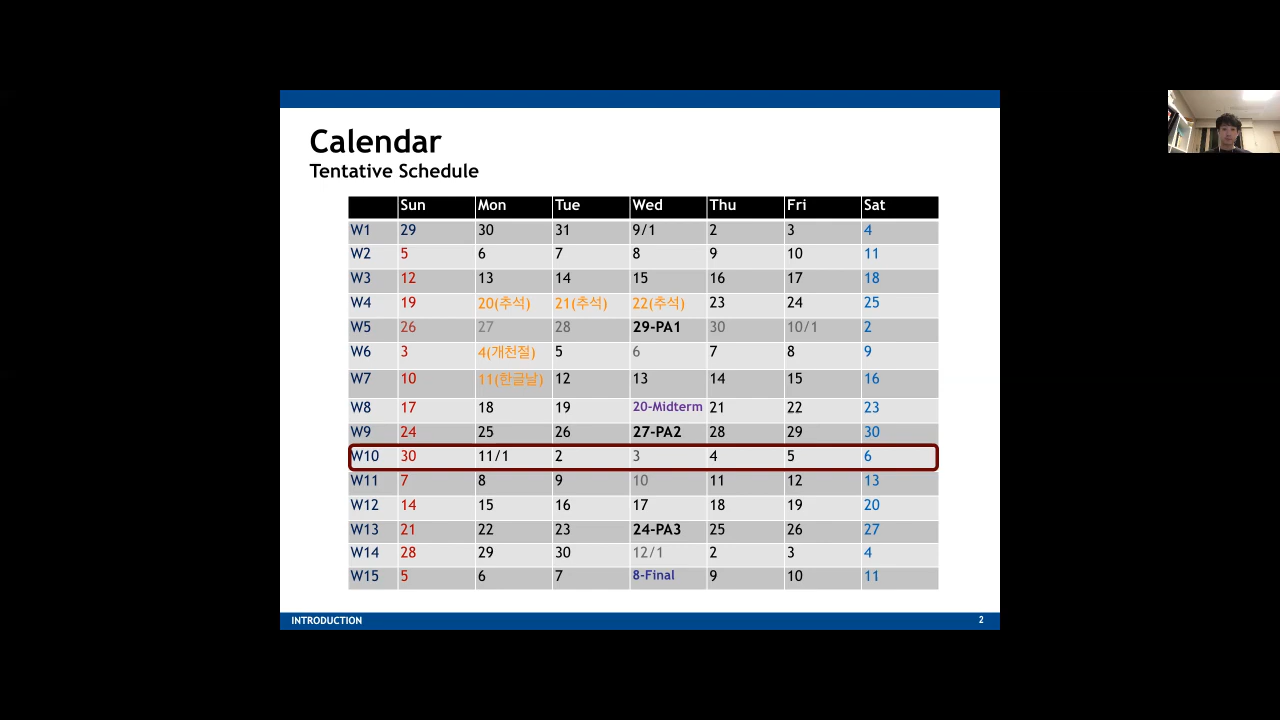 Calendar
Tentative Schedule
Sun Mon Tue Wed Thu Fri Sat
W1 29 30 31 9/1 2 3 4
W2 5 6 7 8 9 10 11
W3 12 13 14 15 16 17 18
W4 19 20(추석) 21(추석) 22(추석) 23 24 25
W5 26 27 28 29-PA1 30 10/1 2
W6 3 4(개천절) 5 6 7 8 9
W7 10 11(한글날) 12 13 14 15 16
W8 17 18 19 20-Midterm 21 22 23
W9 24 25 26 27-PA2 28 29 30
W10 30 11/1 2 3 4 5 6
W11 7 8 9 10 11 12 13
W12 14 15 16 17 18 19 20
W13 21 22 23 24-PA3 25 26 27
W14 28 29 30 12/1 2 3 4
W15 5 6 7 8-Final 9 10 11
INTRODUCTION 2